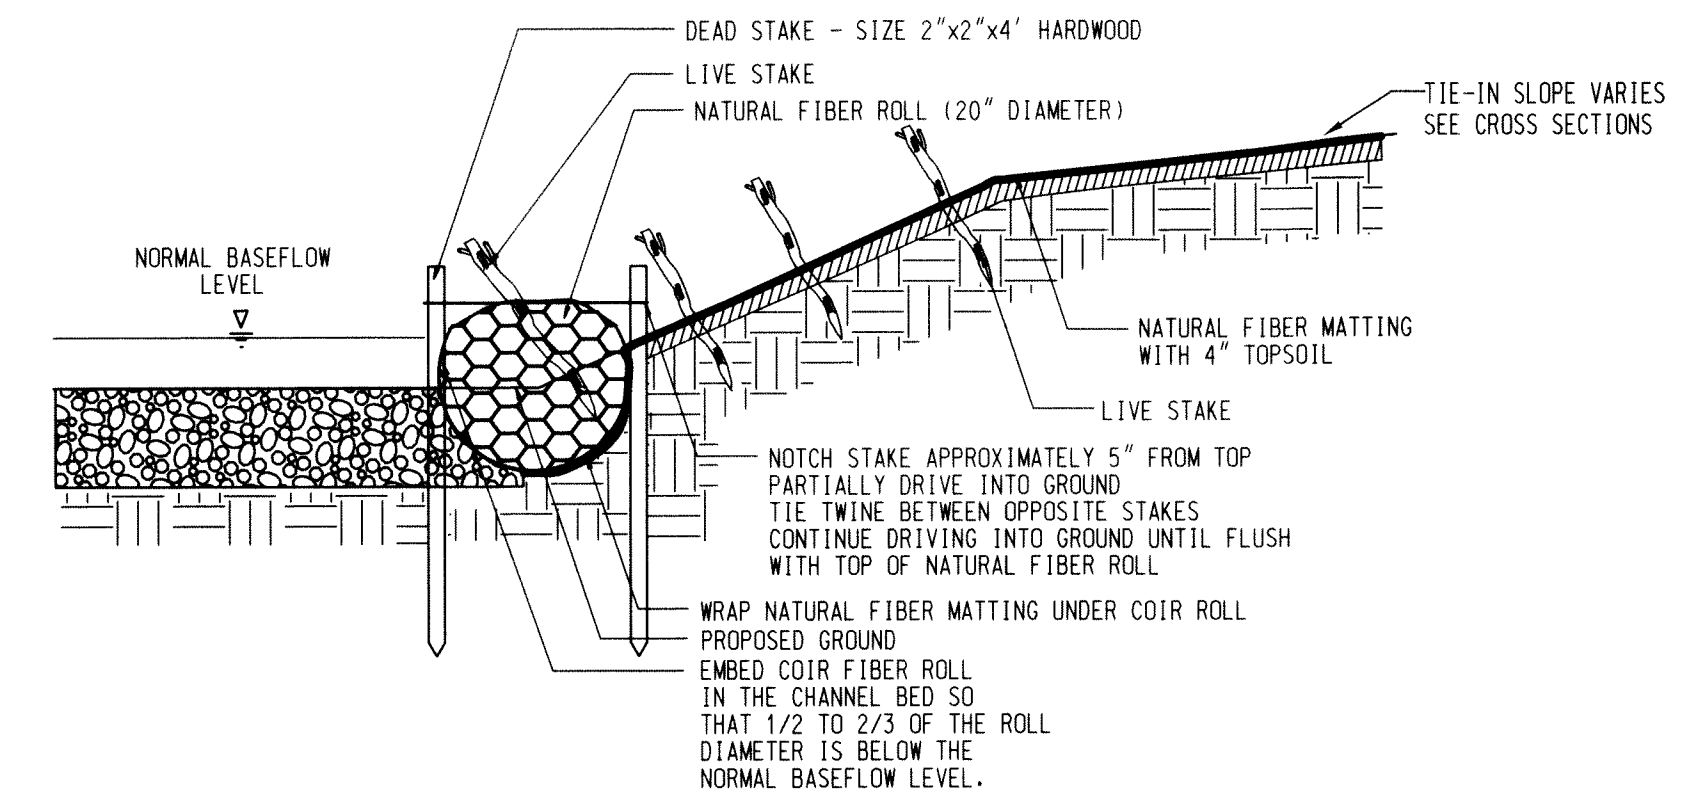 DEAD STAKE - SIZE 2"x2"x4' HARDWOOD
LIVE STAKE
NATURAL FIBER ROLL (20" DIAMETER)
TIE-IN SLOPE VARIES
SEE CROSS SECTIONS
NORMAL BASEFLOW
LEVEL
NATURAL FIBER MATTING
WITH 4" TOPSOIL
LIVE STAKE
NOTCH STAKE APPROXIMATELY 5" FROM TOP
PARTIALLY DRIVE INTO GROUND
TIE TWINE BETWEEN OPPOSITE STAKES
CONTINUE DRIVING INTO GROUND UNTIL FLUSH
WITH TOP OF NATURAL FIBER ROLL
WRAP NATURAL FIBER MATTING UNDER COIR ROLL
PROPOSED GROUND
EMBED COIR FIBER ROLL
IN THE CHANNEL BED SO
THAT 1/2 TO 2/3 OF THE ROLL
DIAMETER IS BELOW THE
NORMAL BASEFLOW LEVEL.